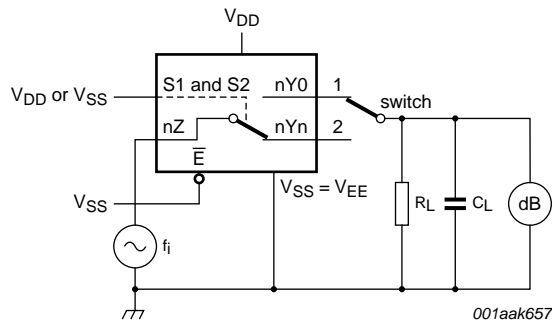 VDD
S1 and S2
nY0
1
VDD or VSS
switch
nZ
nYn
2
E
VSS = VEE
VSS
RL
CL
dB
fi
001aak657